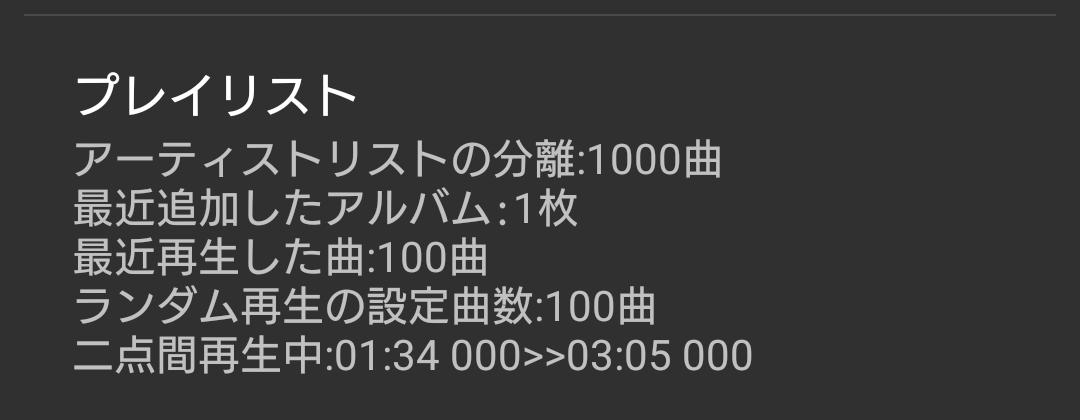 プレイリスト
アーティストリストの分離:1000曲
最近追加したアルバム:1枚
最近再生した曲:100曲
ランダム再生の設定曲数:100曲
二点間再生中:01:34 000>>03:05 000